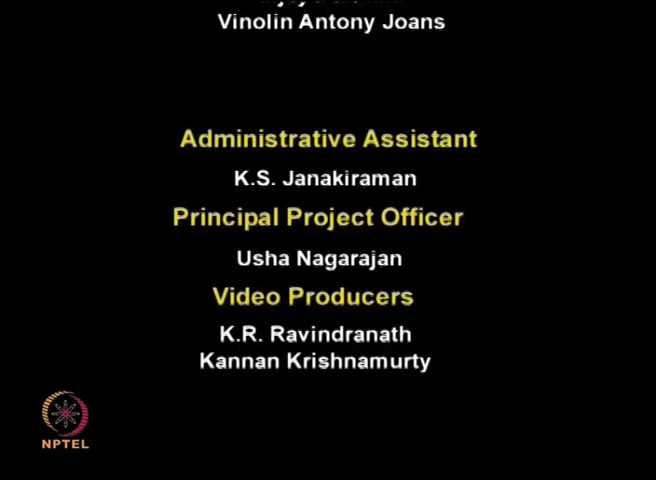 Vinolin Antony Joans
Administrative Assistant
K.S. Janakiraman
Principal Project Officer
Usha Nagarajan
Video Producers
K.R. Ravindranath
Kannan Krishnamurty
NPTEL